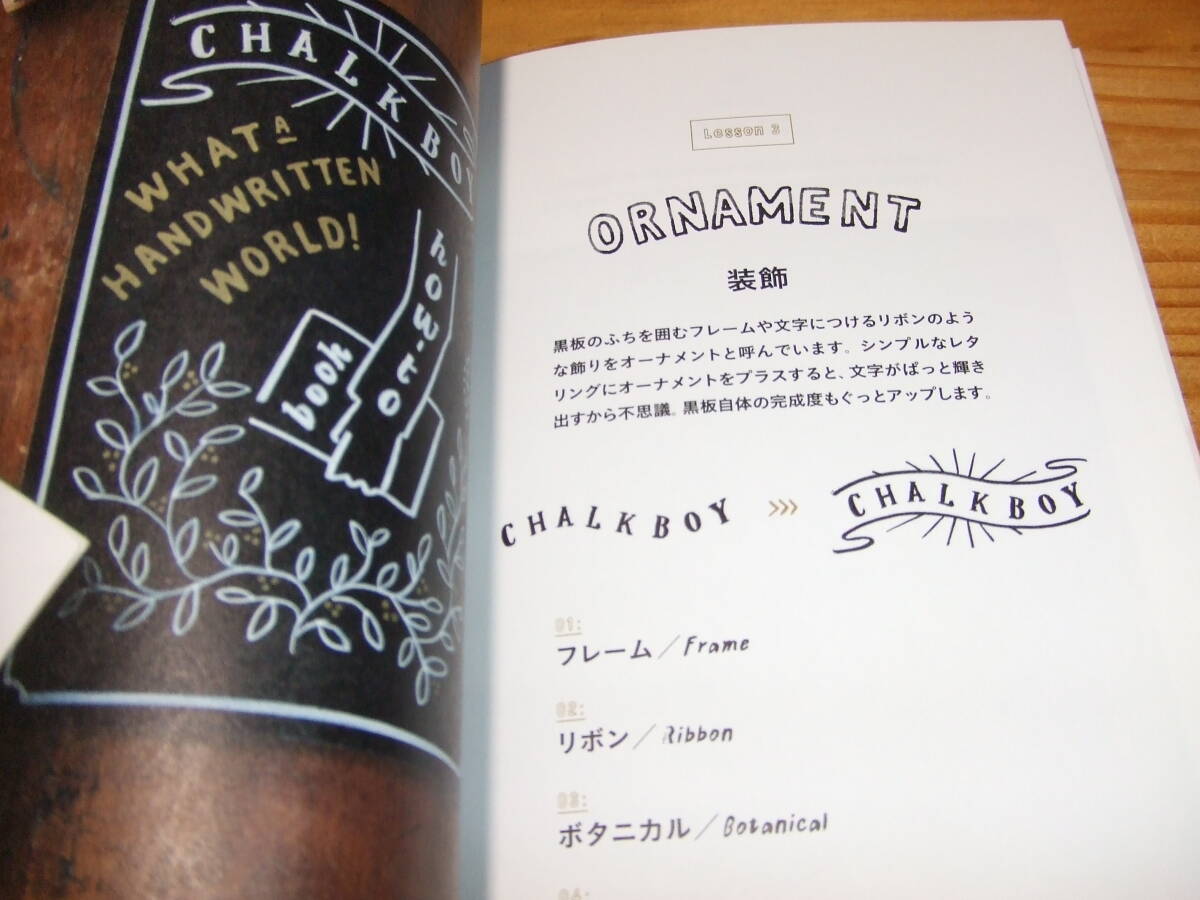 CHALKBOY
WHAT A
HANDWRITTEN
WORLD!
how-to
book
Lesson 3
ORNAMENT
装飾
黒板のふちを囲むフレームや文字につけるリボンのよう
な飾りをオーナメントと呼んでいます。シンプルなレタ
リングにオーナメントをプラスすると、文字がぱっと輝き
出すから不思議。黒板自体の完成度もぐっとアップします。
CHALKBOY >>> CHALKBOY
01:
フレーム／Frame
02:
リボン／Ribbon
03:
ボタニカル／Botanical